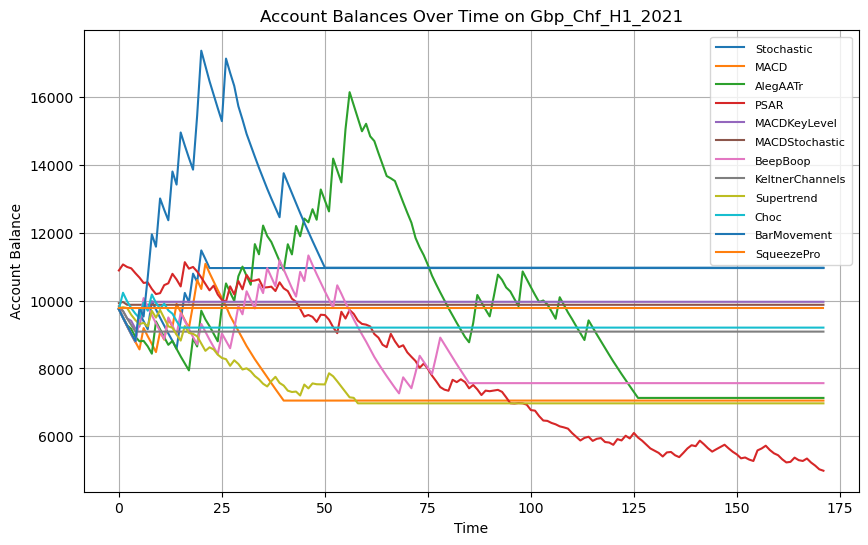 Account Balances Over Time on Gbp_Chf_H1_2021
Account Balance
16000
14000
12000
10000
8000
6000
0
25
50
75
100
125
150
175
Time
Stochastic
MACD
AlegAATr
PSAR
MACDKeyLevel
MACDStochastic
BeepBoop
KeltnerChannels
Supertrend
Choc
BarMovement
SqueezePro